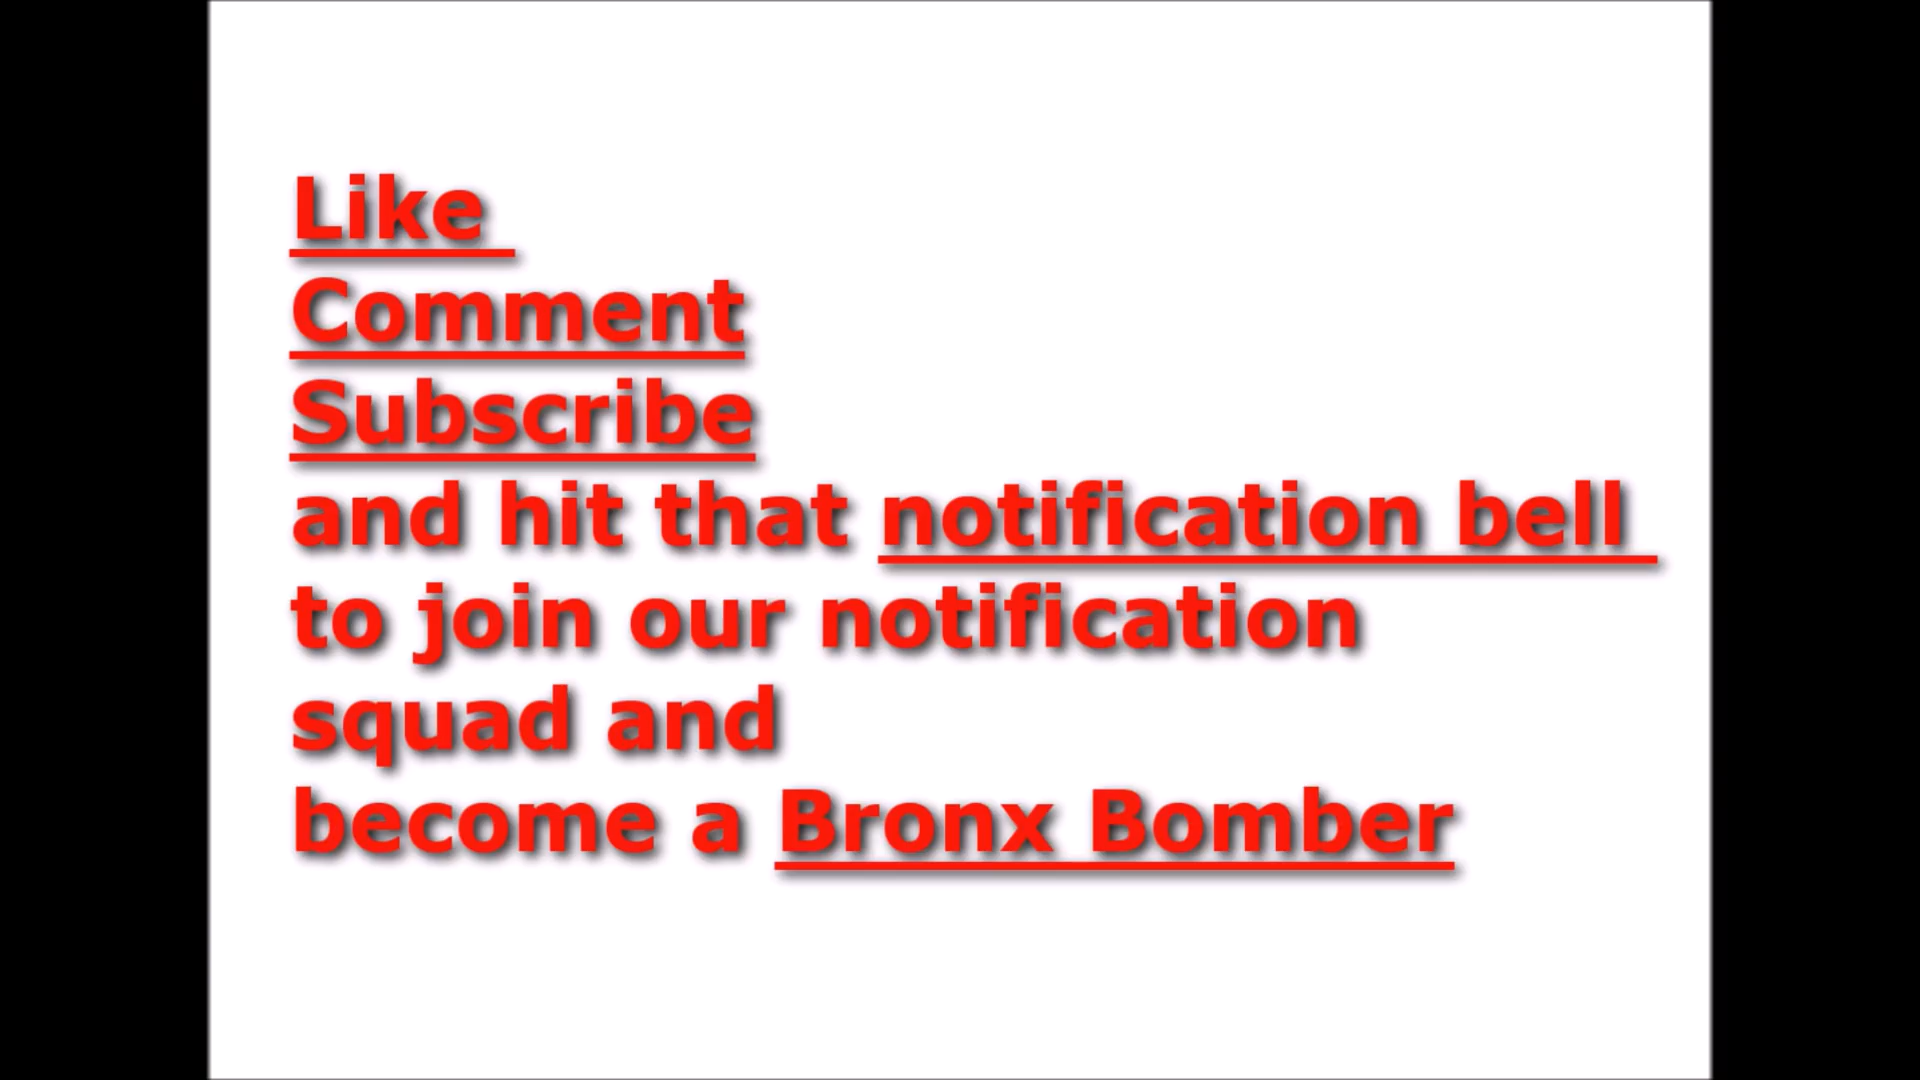 Like
Comment
Subscribe
and hit that notification bell
to join our notification
squad and
become a Bronx Bomber